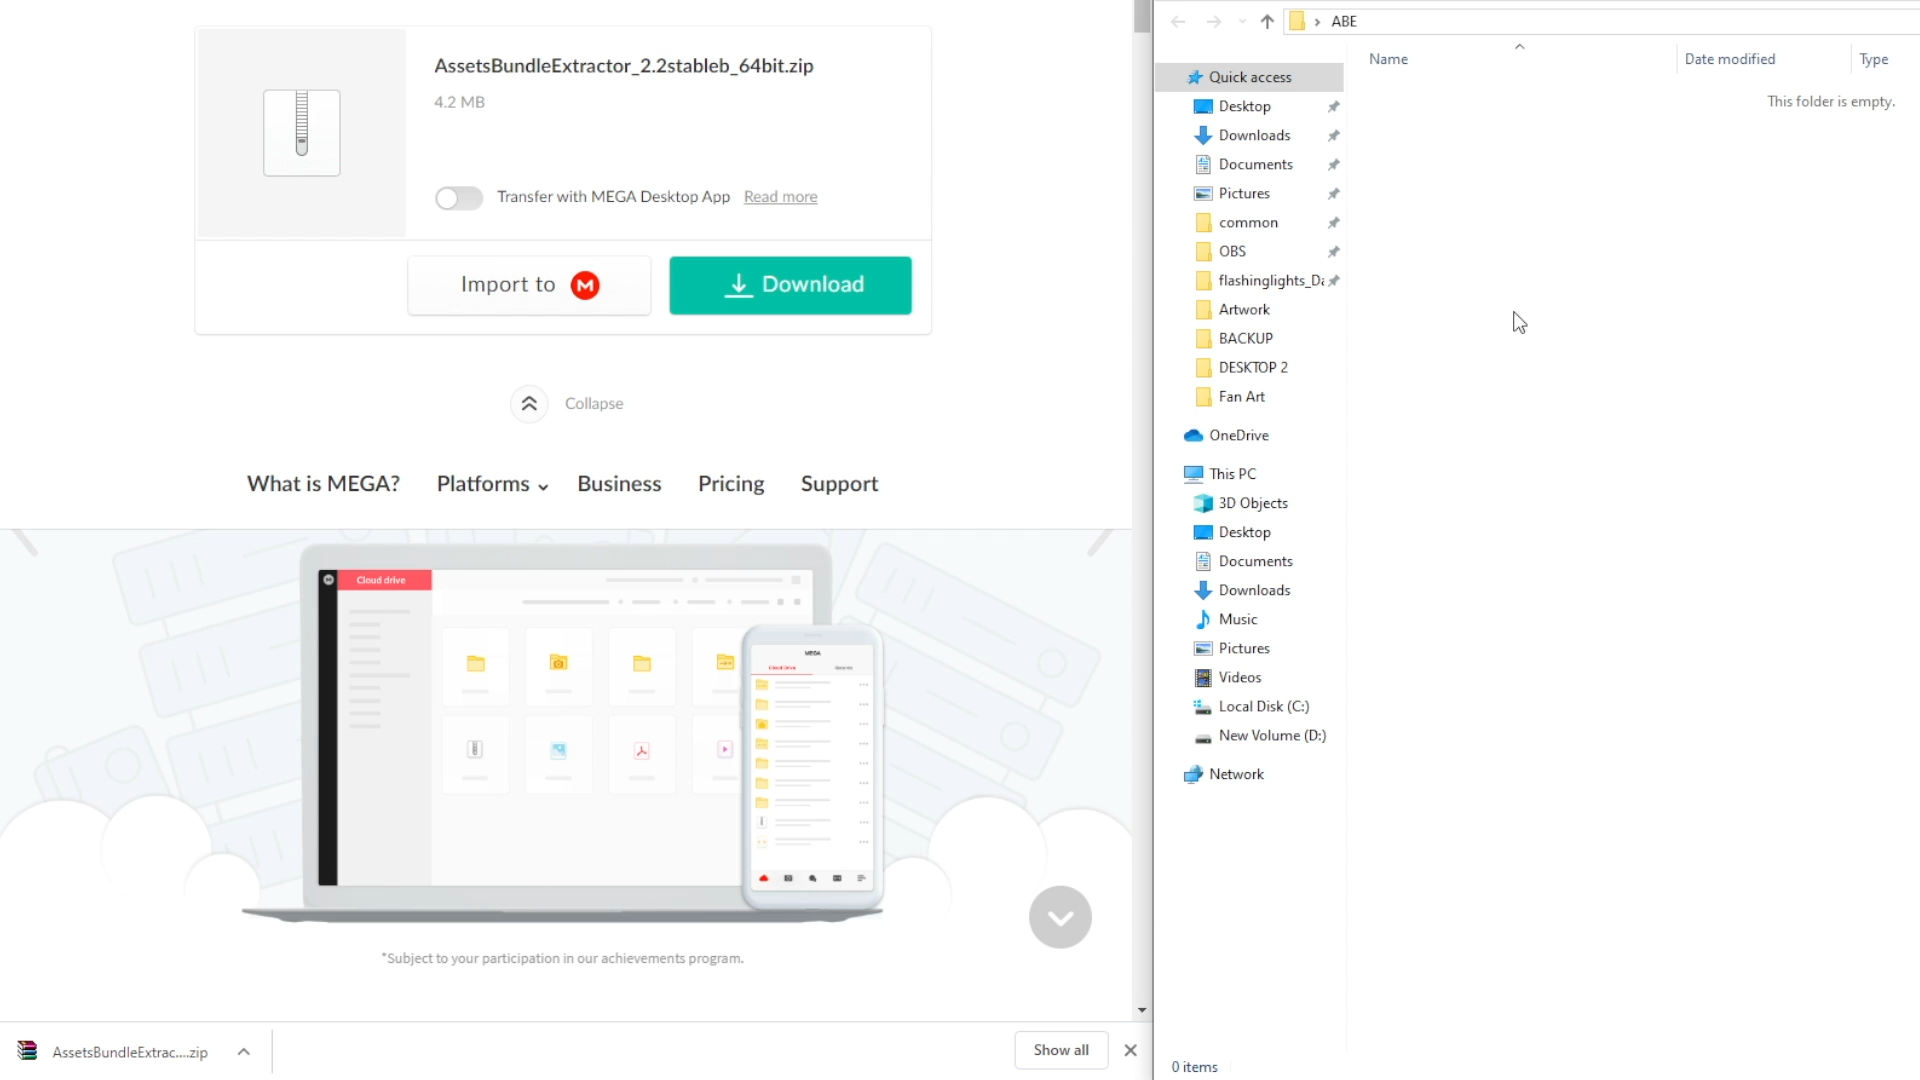 AssetsBundleExtractor_2.2stableb_64bit.zip
4.2 MB
Transfer with MEGA Desktop App Read more
Import to M
Download
Collapse
What is MEGA? Platforms Business Pricing Support
Cloud drive
MEGA
Cloud Drive
*Subject to your participation in our achievements program.
AssetsBundleExtrac....zip
Show all
ABE
Name Date modified Type
This folder is empty.
Quick access
Desktop
Downloads
Documents
Pictures
common
OBS
flashinglights_Da
Artwork
BACKUP
DESKTOP 2
Fan Art
OneDrive
This PC
3D Objects
Desktop
Documents
Downloads
Music
Pictures
Videos
Local Disk (C:)
New Volume (D:)
Network
0 items